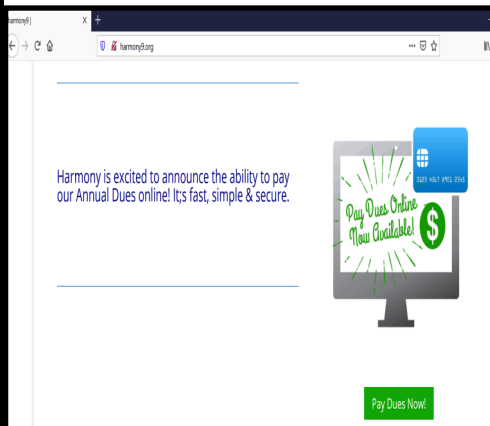 harmony9 |
harmony9.org
Harmony is excited to announce the ability to pay
our Annual Dues online! It;s fast, simple & secure.
Pay Dues Online
Now Available!
$
Pay Dues Now!